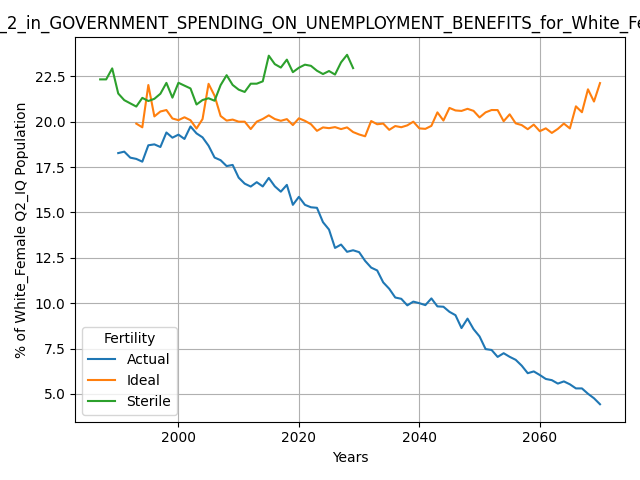 _2_in_GOVERNMENT_SPENDING_ON_UNEMPLOYMENT_BENEFITS_for_White_Fe
% of White_Female Q2_IQ Population
22.5
20.0
17.5
15.0
12.5
10.0
7.5
5.0
Fertility
Actual
Ideal
Sterile
2000
2020
2040
2060
Years